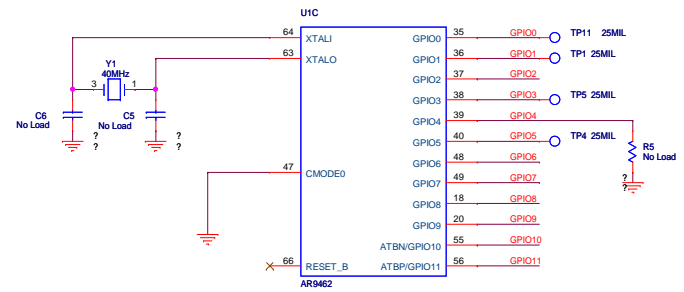 U1C
64 XTALI GPIO0 35 GPIO0 TP11 25MIL
63 XTALO GPIO1 36 GPIO1 TP1 25MIL
Y1
40MHz
3 1
GPIO2 37 GPIO2
GPIO3 38 GPIO3 TP5 25MIL
C6
No Load
C5
No Load
GPIO4 39 GPIO4
? ?
? ?
GPIO5 40 GPIO5 TP4 25MIL
R5
No Load
GPIO6 48 GPIO6
47 CMODE0
GPIO7 49 GPIO7
?
?
GPIO8 18 GPIO8
GPIO9 20 GPIO9
ATBN/GPIO10 55 GPIO10
66 RESET_B ATBP/GPIO11 56 GPIO11
AR9462